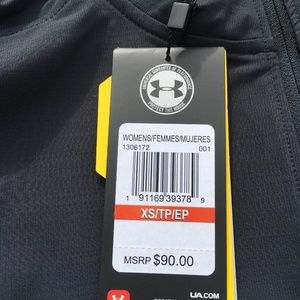 WOMENS/FEMMES/MUJERES
1306172 001
1 91169 39378 9
XS/TP/EP
MSRP $90.00
UA.COM